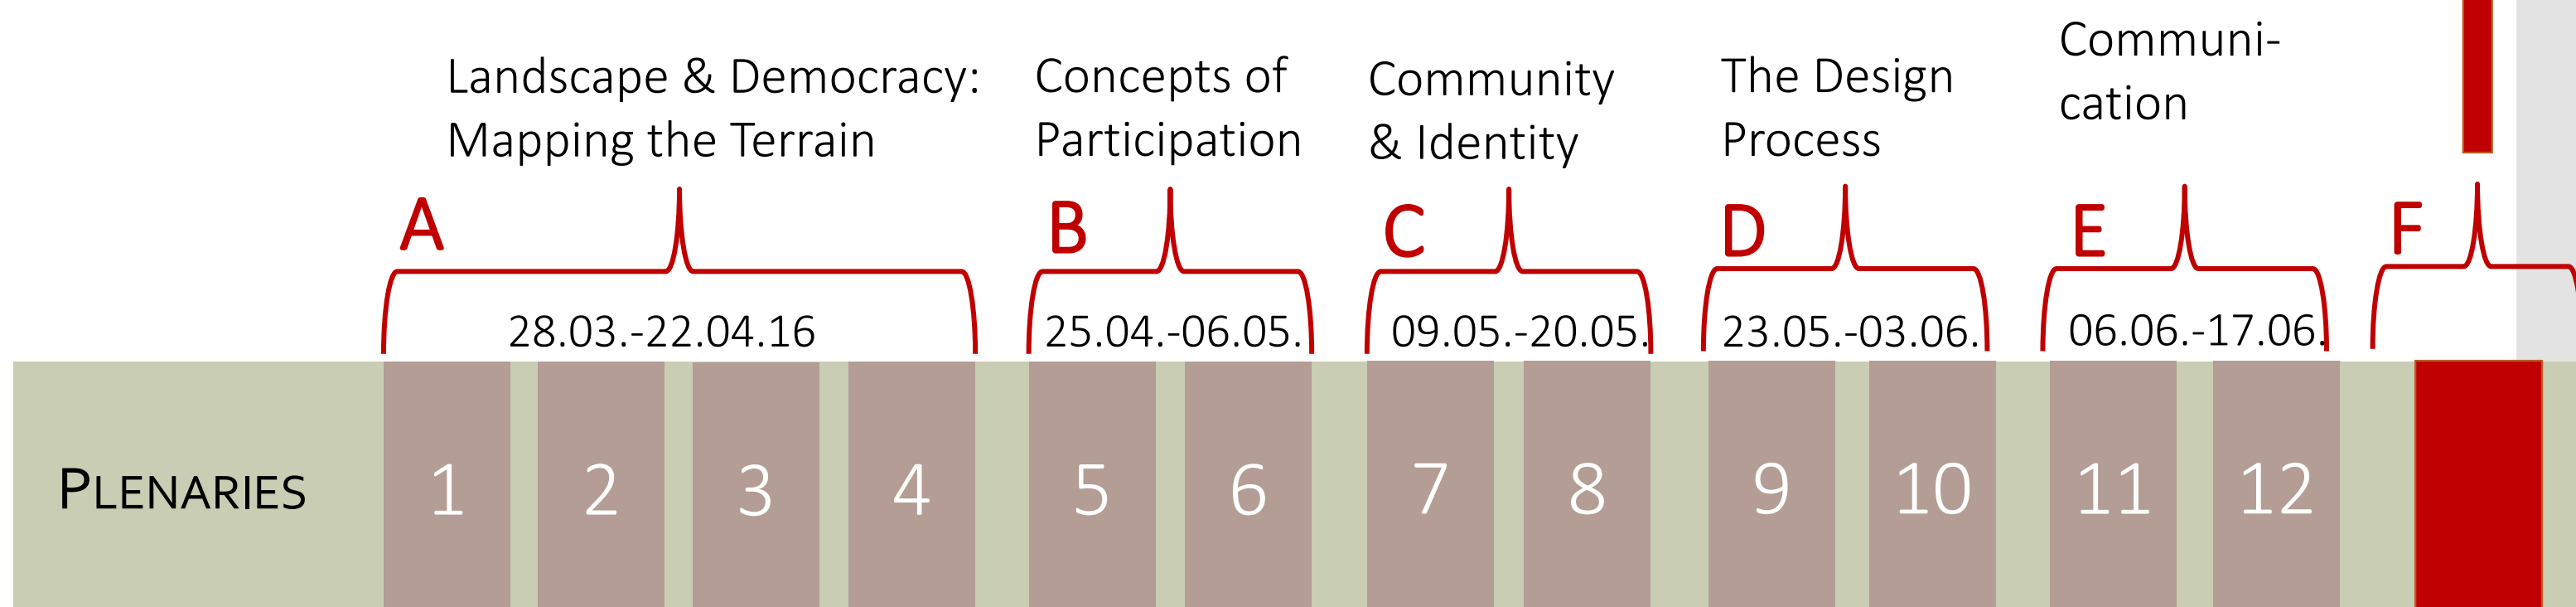 Landscape & Democracy:
Mapping the Terrain
Concepts of
Participation
Community
& Identity
The Design
Process
Communi-
cation
A
B
C
D
E
F
28.03.-22.04.16
25.04.-06.05.
09.05.-20.05.
23.05.-03.06.
06.06.-17.06.
PLENARIES
1
2
3
4
5
6
7
8
9
10
11
12